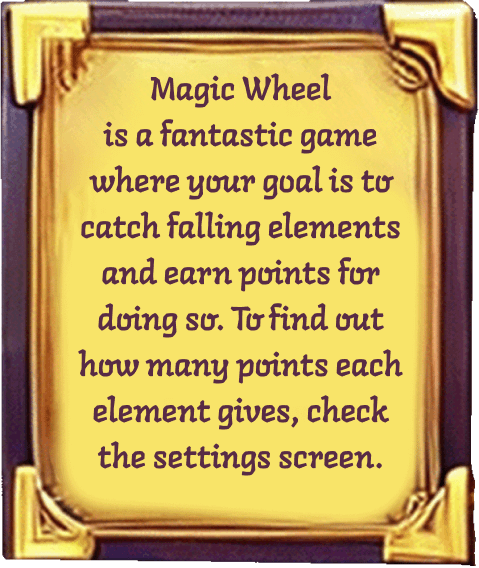 Magic Wheel
is a fantastic game
where your goal is to
catch falling elements
and earn points for
doing so. To find out
how many points each
element gives, check
the settings screen.